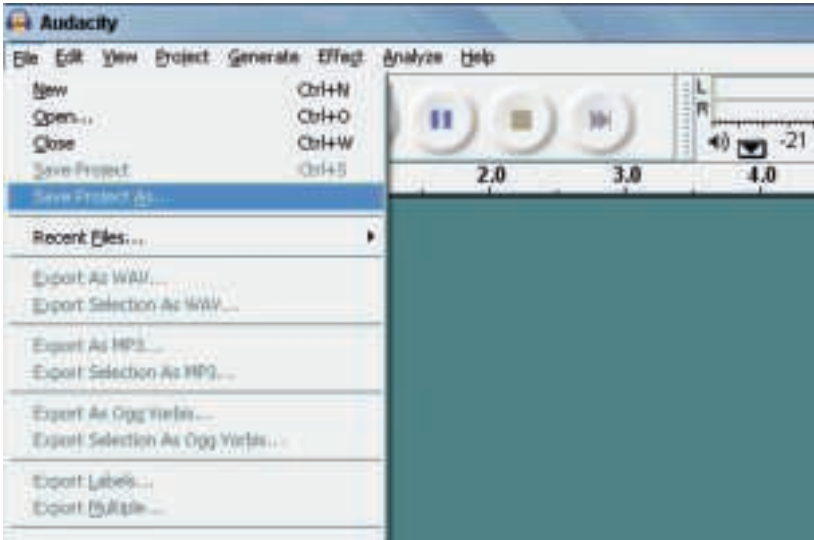 Audacity
File Edit View Project Generate Effect Analyze Help
New Ctrl+N
Open... Ctrl+O
Close Ctrl+W
Save Project Ctrl+S
Save Project As...
Recent Files...
Export As WAV...
Export Selection As WAV...
Export As MP3...
Export Selection As MP3...
Export As Ogg Vorbis...
Export Selection As Ogg Vorbis...
Export Labels...
Export Multiple...
L
R
-21
2.0 3.0 4.0